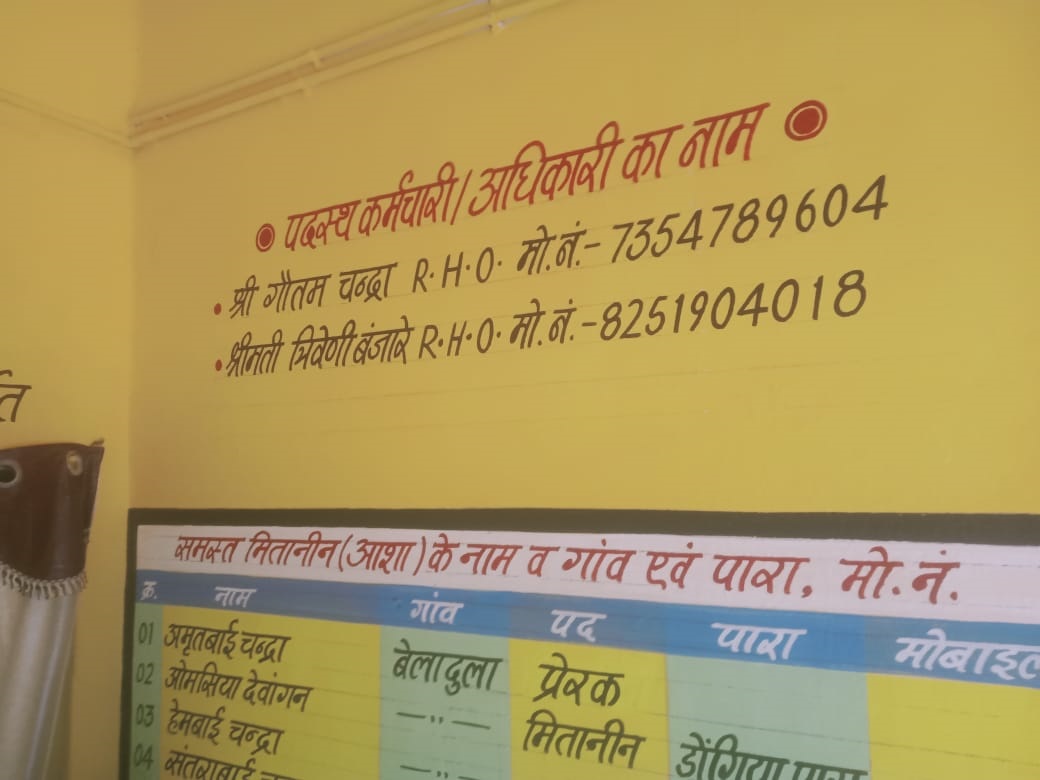 पदस्थ कर्मचारी/अधिकारी का नाम
श्री गौतम चन्द्रा R.H.O. मो.नं.- 7354789604
श्रीमती त्रिवेणी बंजारे R.H.O. मो.नं.-8251904018
समस्त मितानीन (आशा) के नाम व गांव एवं पारा, मो.नं.
क्र. नाम गांव पद पारा मोबाइल
01 अमृतबाई चन्द्रा बेलादुला प्रेरक
02 ओमसिया देवांगन —〃— मितानीन डोंगिया पारा
03 हेमबाई चन्द्रा —〃—
04 संतराबाई